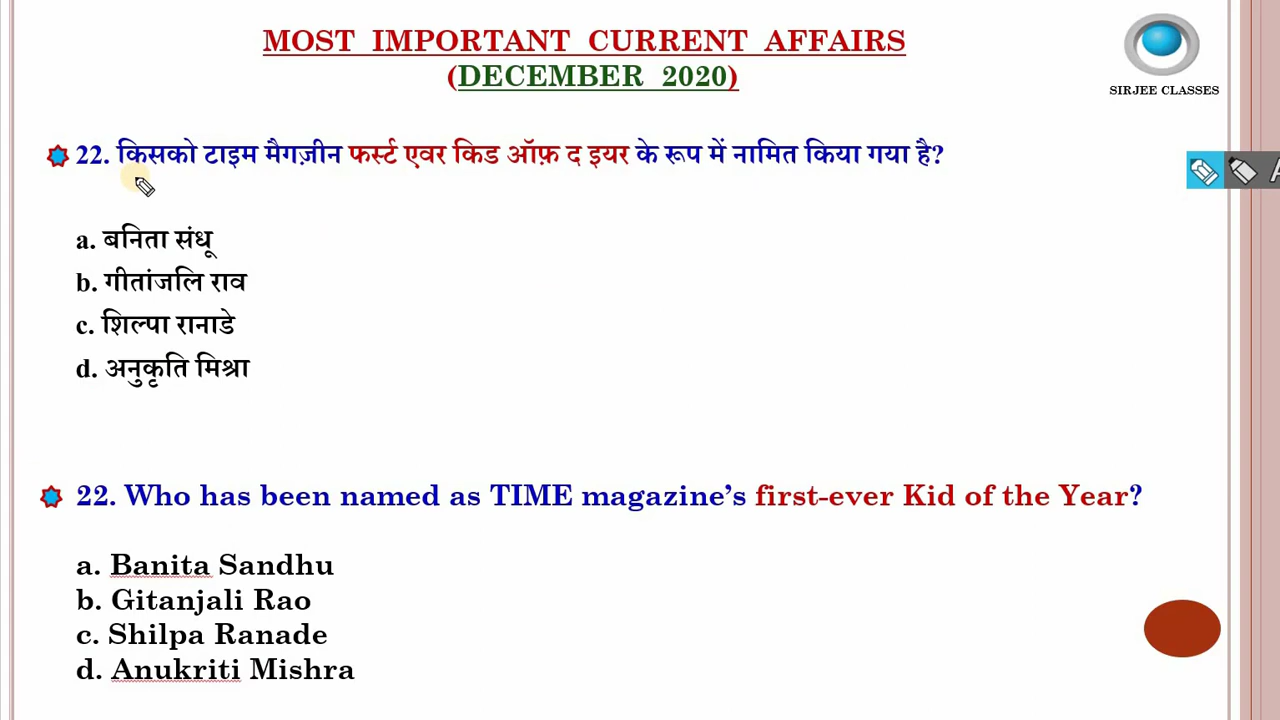 MOST IMPORTANT CURRENT AFFAIRS
(DECEMBER 2020)
SIRJEE CLASSES
22. किसको टाइम मैगज़ीन फर्स्ट एवर किड ऑफ़ द इयर के रूप में नामित किया गया है?
a. बनिता संधू
b. गीतांजलि राव
c. शिल्पा रानाडे
d. अनुकृति मिश्रा
22. Who has been named as TIME magazine’s first-ever Kid of the Year?
a. Banita Sandhu
b. Gitanjali Rao
c. Shilpa Ranade
d. Anukriti Mishra